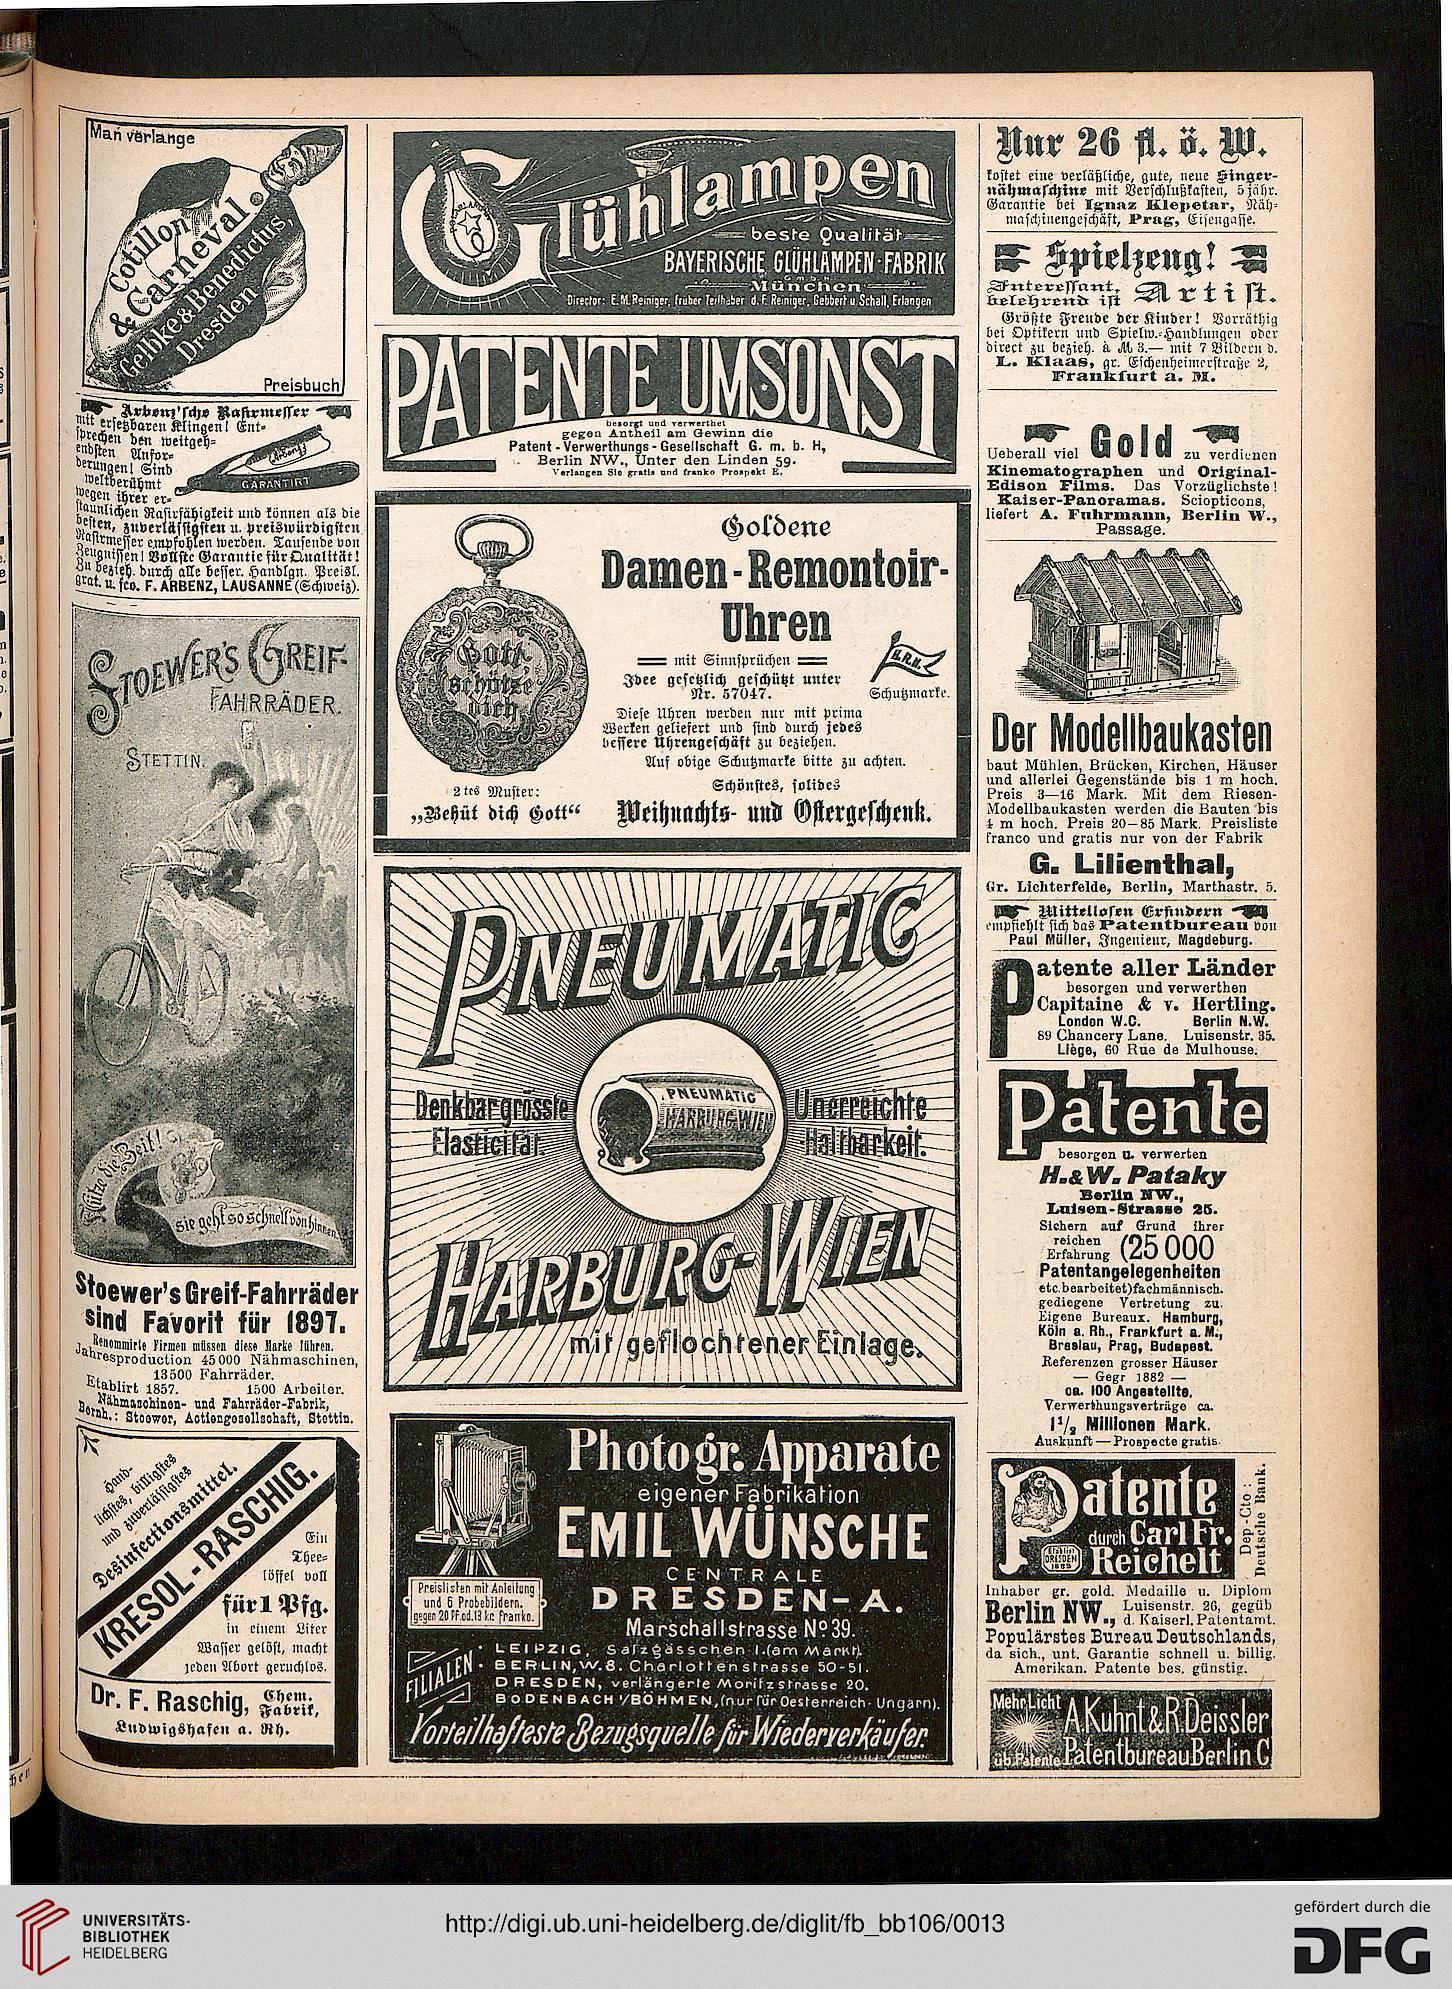 Man verlange
Cotillon
& Carneval.
Gelbke & Benedictus,
Dresden
Preisbuch
Arbenz'sche Rasirmesser
mit ersetzbaren Klingen! Ent-
sprechen den weitgeh-
endsten Anfor-
derungen! Sind
weltberühmt
wegen ihrer er-
staunlichen Rasirfähigkeit und können als die
besten, zuverlässigsten u. preiswürdigsten
Rasirmesser empfohlen werden. Tausende von
Zeugnissen! Vollste Garantie für Qualität!
Zu bezieh. durch alle besser. Handlgn. Preisl.
grat. u. fco. F. ARBENZ, LAUSANNE (Schweiz).
GARANTIRT
STOEWER'S GREIF-
FAHRRÄDER.
STETTIN.
Nütze die Zeit!
sie geht so schnell von hinnen
Stoewer's Greif-Fahrräder
sind Favorit für 1897.
Renommirte Firmen müssen diese Marke führen.
Jahresproduction 45000 Nähmaschinen,
13500 Fahrräder.
Etablirt 1857. 1500 Arbeiter.
Nähmaschinen- und Fahrräder-Fabrik,
Bernh.: Stoewer, Actiengesellschaft, Stettin.
Hand-
lichstes, billigstes
und zuverlässigstes
Desinfectionsmittel.
KRESOL-RASCHIG.
Ein
Thee-
löffel voll
für 1 Pfg.
in einem Liter
Wasser gelöst, macht
jeden Abort geruchlos.
Dr. F. Raschig, Chem. Fabrik,
Ludwigshafen a. Rh.
Glühlampen
beste Qualität
BAYERISCHE GLÜHLAMPEN-FABRIK
G.m.b.H.
München
Director: E.M.Reiniger, früher Teilhaber d. F. Reiniger, Gebbert u Schall, Erlangen
PATENTE UMSONST
besorgt und verwerthet
gegen Antheil am Gewinn die
Patent-Verwerthungs-Gesellschaft G. m. b. H,
Berlin NW., Unter den Linden 59.
Verlangen Sie gratis und franko Prospekt E.
Goldene
Damen-Remontoir-
Uhren
mit Sinnsprüchen
Idee gesetzlich geschützt unter
Nr. 57047.
H.R.U.
Schutzmarke.
Gott
schütze
dich
Diese Uhren werden nur mit prima
Werken geliefert und sind durch jedes
bessere Uhrengeschäft zu beziehen.
Auf obige Schutzmarke bitte zu achten.
2tes Muster:
„Behüt dich Gott“
Schönstes, solides
Weihnachts- und Ostergeschenk.
PNEUMATIC
Denkbar grösste
Elasticität.
PNEUMATIC
HARBURG-WIEN
Unerreichte
Haltbarkeit.
HARBURG-WIEN
mit geflochtener Einlage.
Photogr. Apparate
eigener Fabrikation
EMIL WÜNSCHE
CENTRALE
DRESDEN-A.
Marschallstrasse No 39.
Preislisten mit Anleitung
und 6 Probebildern.
gegen 20 Pf.od.13 kr. franko.
FILIALEN
LEIPZIG, Salzgässchen 1.(am Markt).
BERLIN,W.8. Charlottenstrasse 50-51.
DRESDEN, verlängerte Moritzstrasse 20.
BODENBACH i/BÖHMEN,(nur für Oesterreich-Ungarn).
Vorteilhafteste Bezugsquelle für Wiederverkäufer.
Nur 26 fl. ö. W.
kostet eine verläßliche, gute, neue Singer-
nähmaschine mit Verschlußkasten, 5 jähr.
Garantie bei Ignaz Klepetar, Näh-
maschinengeschäft, Prag, Eisengasse.
Spielzeug!
Interessant,
belehrend ist Artist.
Größte Freude der Kinder! Vorräthig
bei Optikern und Spielw.-Handlungen oder
direct zu bezieh. à M 3.— mit 7 Bildern v.
L. Klaas, gr. Eschenheimerstraße 2,
Frankfurt a. M.
Ueberall viel Gold zu verdienen
Kinematographen und Original-
Edison Films. Das Vorzüglichste!
Kaiser-Panoramas. Sciopticons,
liefert A. Fuhrmann, Berlin W.,
Passage.
Der Modellbaukasten
baut Mühlen, Brücken, Kirchen, Häuser
und allerlei Gegenstände bis 1 m hoch.
Preis 3—16 Mark. Mit dem Riesen-
Modellbaukasten werden die Bauten bis
4 m hoch. Preis 20—85 Mark. Preisliste
franco und gratis nur von der Fabrik
G. Lilienthal,
Gr. Lichterfelde, Berlin, Marthastr. 5.
Mittellosen Erfindern
empfiehlt sich das Patentbureau von
Paul Müller, Ingenieur, Magdeburg.
Patente aller Länder
besorgen und verwerthen
Capitaine & v. Hertling.
London W.C. Berlin N.W.
89 Chancery Lane. Luisenstr. 35.
Liège, 60 Rue de Mulhouse.
Patente
besorgen u. verwerten
H. & W. Pataky
Berlin NW.,
Luisen-Strasse 25.
Sichern auf Grund ihrer
reichen
Erfahrung (25 000
Patentangelegenheiten
etc. bearbeitet) fachmännisch.
gediegene Vertretung zu.
Eigene Bureaux. Hamburg,
Köln a. Rh., Frankfurt a. M.,
Breslau, Prag, Budapest.
Referenzen grosser Häuser
— Gegr 1882 —
ca. 100 Angestellte.
Verwerthungsverträge ca.
1½ Millionen Mark.
Auskunft — Prospecte gratis.
Patente
durch Carl Fr.
Reichelt
DRESDEN
Dep.-Cto:
Deutsche Bank.
Inhaber gr. gold. Medaille u. Diplom
Berlin NW., Luisenstr. 26, gegüb
d. Kaiserl. Patentamt.
Populärstes Bureau Deutschlands,
da sich., unt. Garantie schnell u. billig.
Amerikan. Patente bes. günstig.
Mehr Licht
üb. Patente
A.Kuhnt & R.Deissler
Patentbureau Berlin C
UNIVERSITÄTS-
BIBLIOTHEK
HEIDELBERG
http://digi.ub.uni-heidelberg.de/diglit/fb_bb106/0013
gefördert durch die
DFG